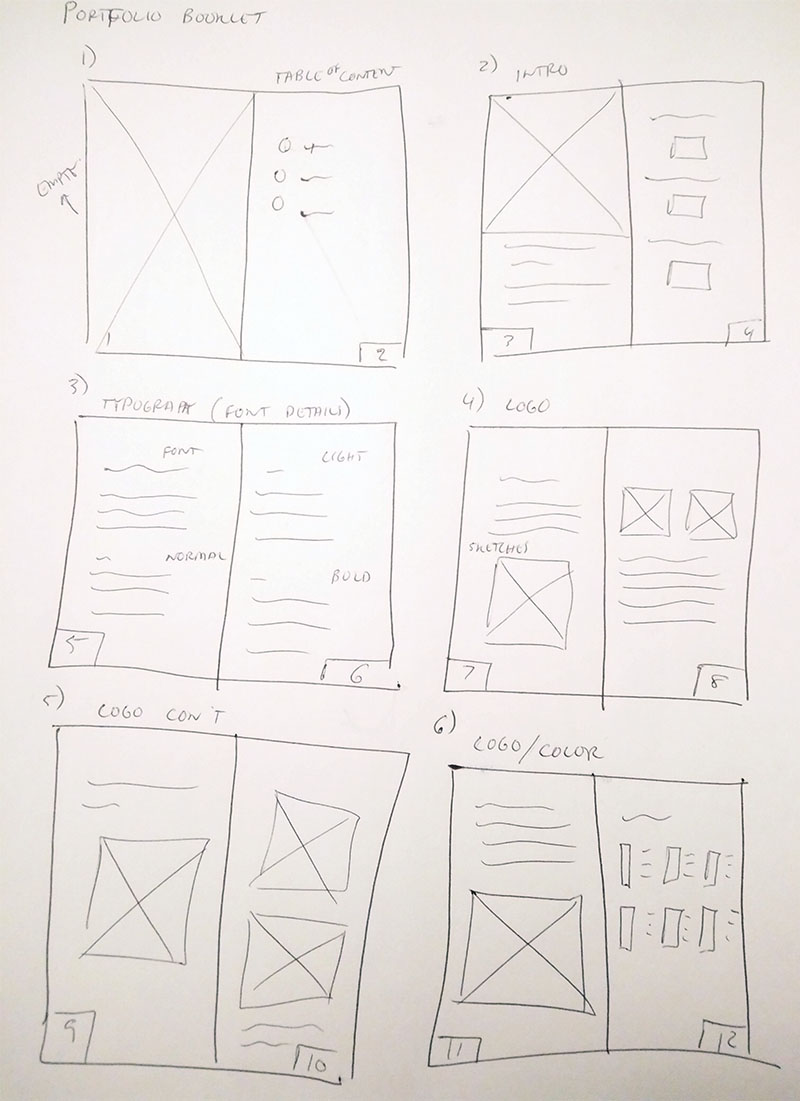 PORTFOLIO BOOKLET
1)
TABLE OF CONTENT
EMPTY
1
2
2) INTRO
3
4
3)
TYPOGRAPY (FONT DETAILS)
FONT
LIGHT
NORMAL
BOLD
5
6
4) LOGO
SKETCHES
7
8
5)
LOGO CON'T
9
10
6)
LOGO/COLOR
11
12